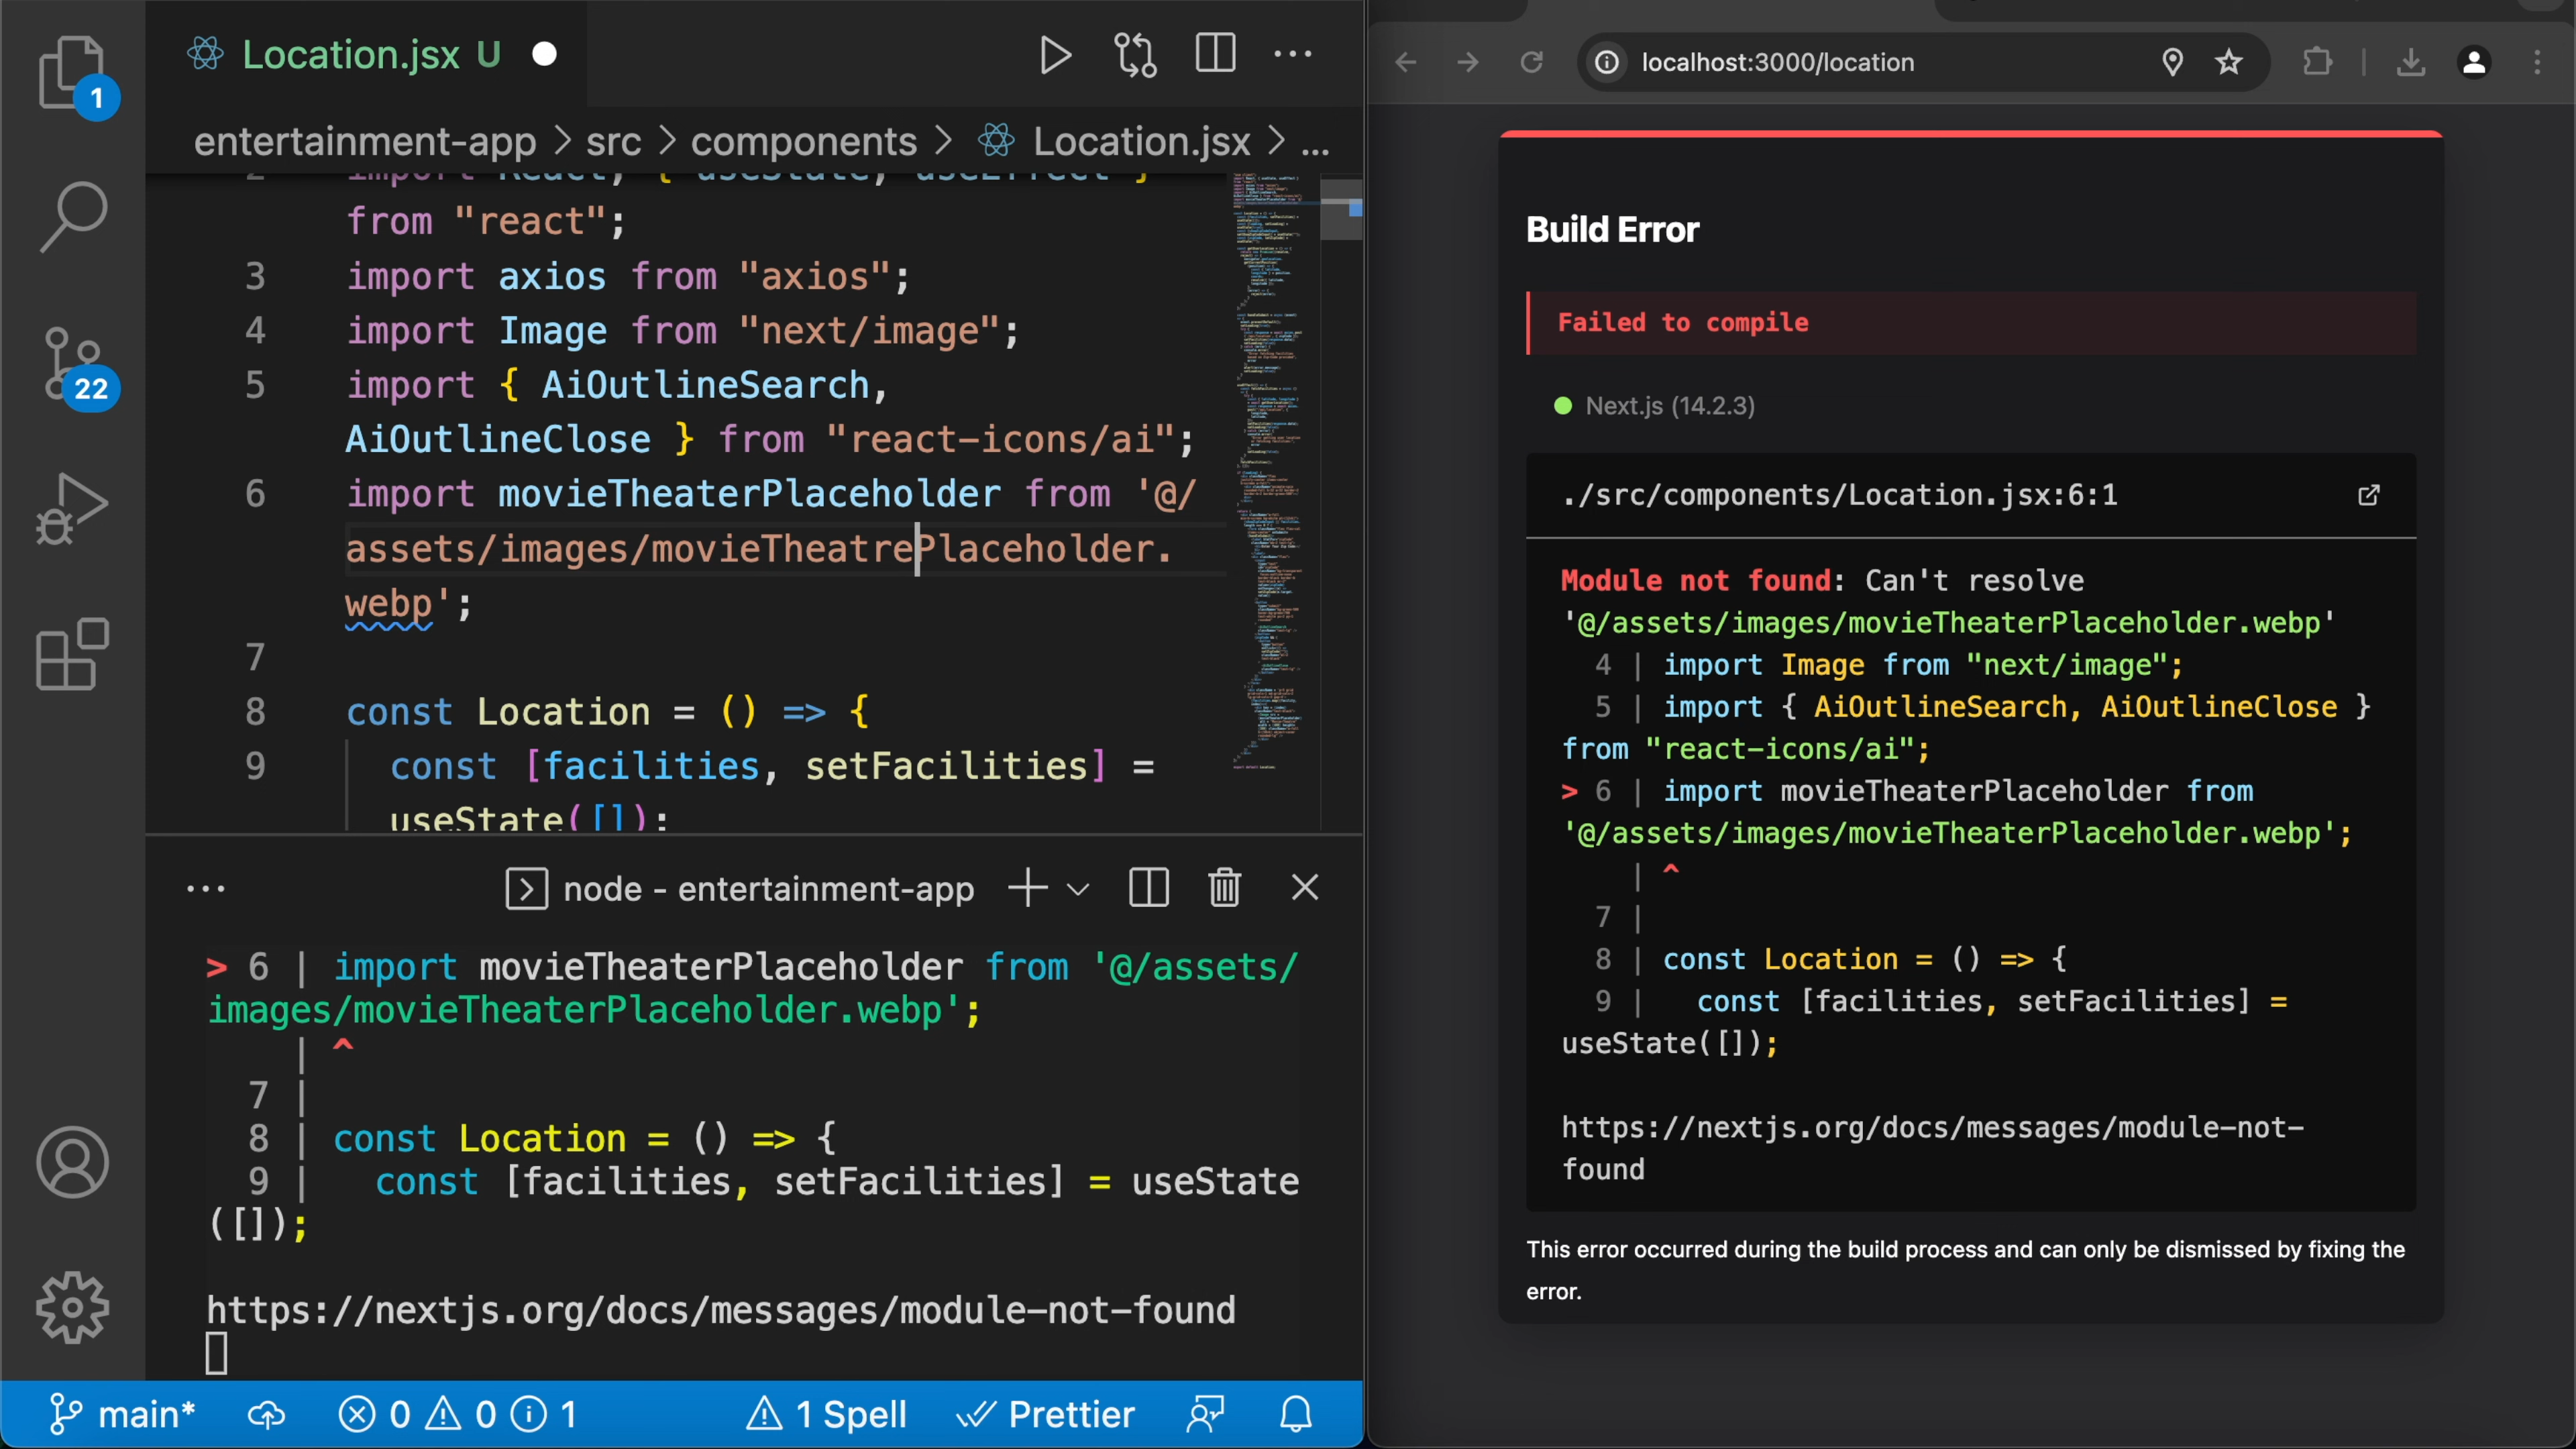 Location.jsx U
1
entertainment-app > src > components > Location.jsx > ...
2 import React, { useState, useEffect }
from "react";
3 import axios from "axios";
4 import Image from "next/image";
5 import { AiOutlineSearch,
AiOutlineClose } from "react-icons/ai";
6 import movieTheaterPlaceholder from '@/
assets/images/movieTheatrePlaceholder.
webp';
7
8 const Location = () => {
9 const [facilities, setFacilities] =
useState([]);
22
... node - entertainment-app
> 6 | import movieTheaterPlaceholder from '@/assets/
images/movieTheaterPlaceholder.webp';
| ^
7 |
8 | const Location = () => {
9 | const [facilities, setFacilities] = useState
([]);
https://nextjs.org/docs/messages/module-not-found
main* 0 0 1 1 Spell Prettier
localhost:3000/location
Build Error
Failed to compile
Next.js (14.2.3)
./src/components/Location.jsx:6:1
Module not found: Can't resolve
'@/assets/images/movieTheaterPlaceholder.webp'
4 | import Image from "next/image";
5 | import { AiOutlineSearch, AiOutlineClose }
from "react-icons/ai";
> 6 | import movieTheaterPlaceholder from
'@/assets/images/movieTheaterPlaceholder.webp';
| ^
7 |
8 | const Location = () => {
9 | const [facilities, setFacilities] =
useState([]);
https://nextjs.org/docs/messages/module-not-
found
This error occurred during the build process and can only be dismissed by fixing the
error.